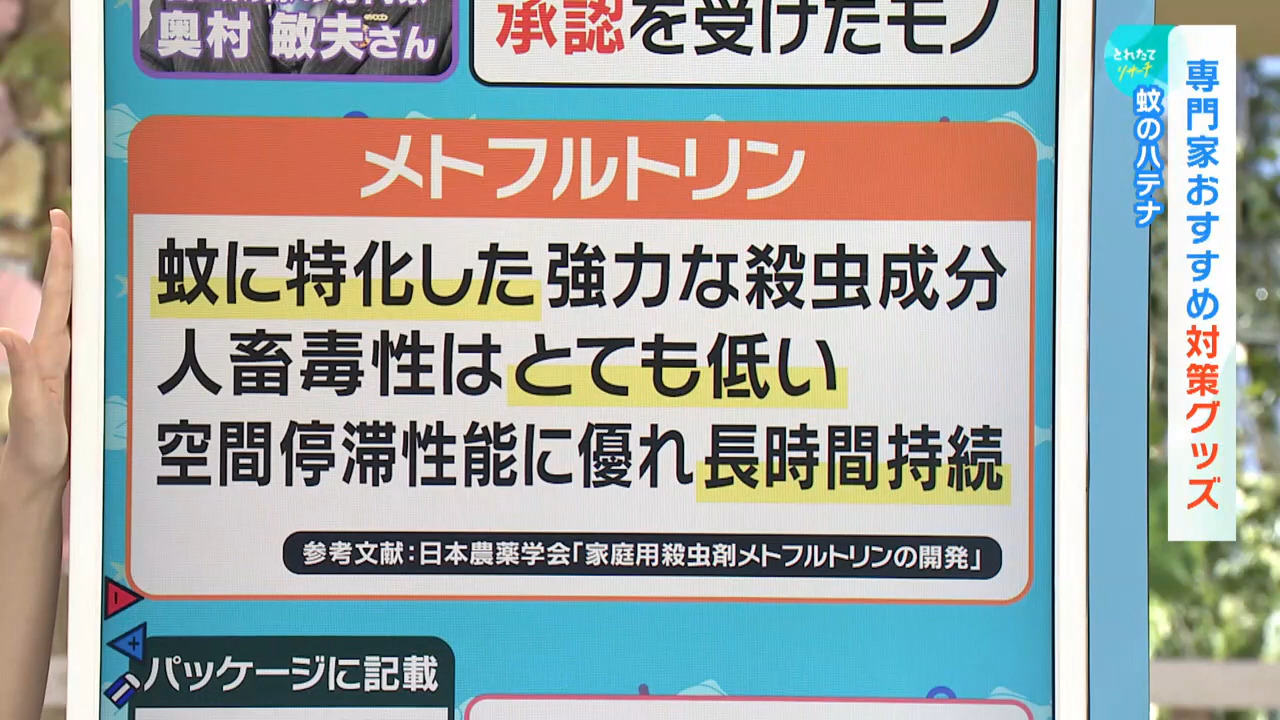 奥村 敏夫さん
承認を受けたモノ
とれたて
リサーチ
蚊のハテナ
専門家おすすめ対策グッズ
メトフルトリン
蚊に特化した強力な殺虫成分
人畜毒性はとても低い
空間停滞性能に優れ長時間持続
参考文献:日本農薬学会「家庭用殺虫剤メトフルトリンの開発」
パッケージに記載